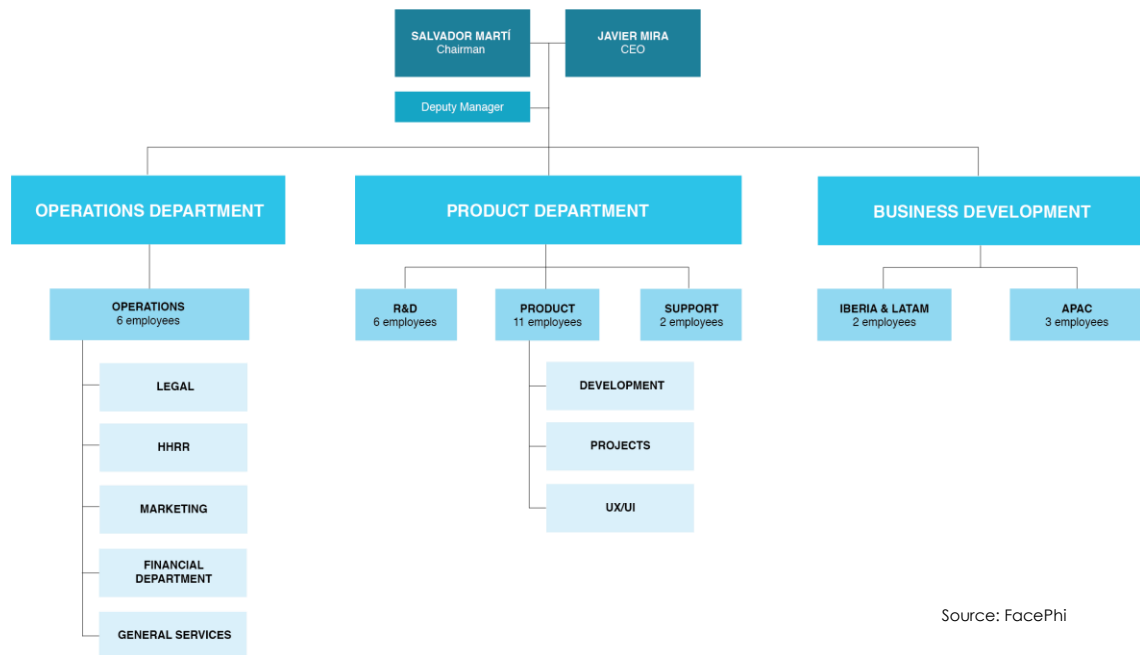 SALVADOR MARTÍ
Chairman
JAVIER MIRA
CEO
Deputy Manager
OPERATIONS DEPARTMENT
PRODUCT DEPARTMENT
BUSINESS DEVELOPMENT
OPERATIONS
6 employees
R&D
6 employees
PRODUCT
11 employees
SUPPORT
2 employees
IBERIA & LATAM
2 employees
APAC
3 employees
LEGAL
HHRR
MARKETING
FINANCIAL
DEPARTMENT
GENERAL SERVICES
DEVELOPMENT
PROJECTS
UX/UI
Source: FacePhi